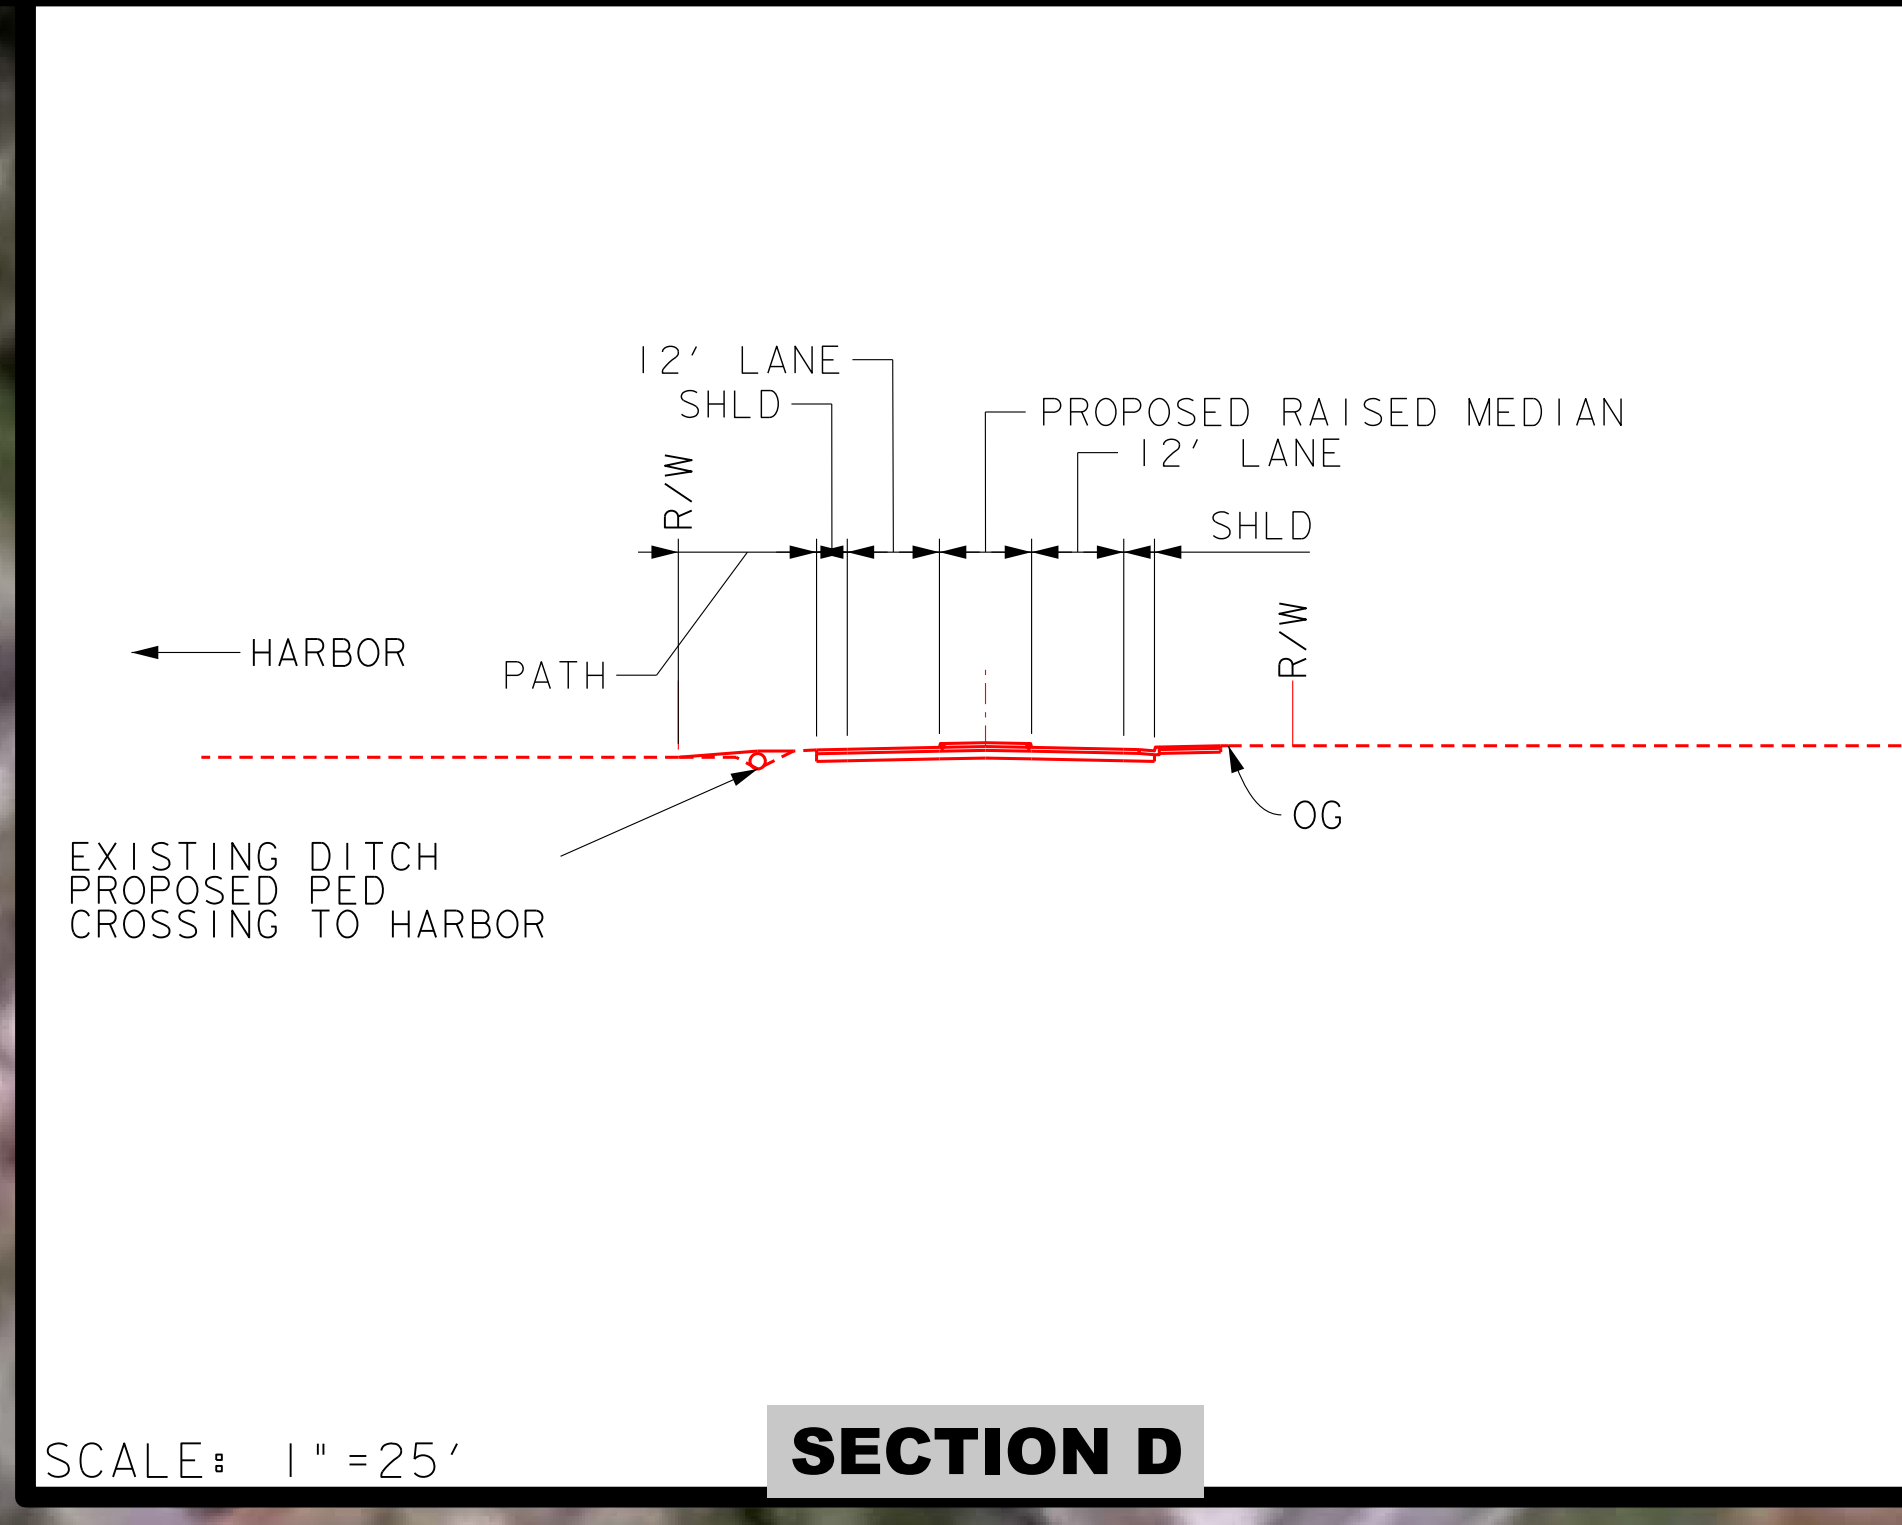 12' LANE
SHLD
PROPOSED RAISED MEDIAN
12' LANE
R/W
SHLD
R/W
HARBOR
PATH
OG
EXISTING DITCH
PROPOSED PED
CROSSING TO HARBOR
SCALE: 1"=25'
SECTION D